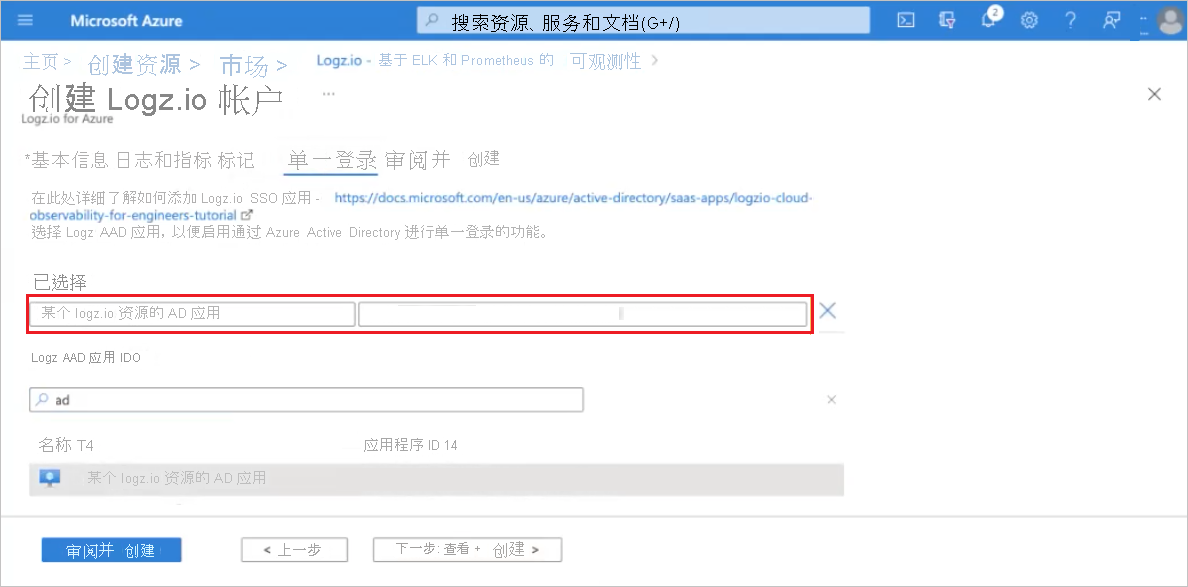 Microsoft Azure
搜索资源、服务和文档(G+/)
2
主页 > 创建资源 > 市场 > Logz.io - 基于 ELK 和 Prometheus 的 可观测性 >
创建 Logz.io 帐户 ...
Logz.io for Azure
*基本信息 日志和指标 标记 单一登录 审阅并 创建
在此处详细了解如何添加 Logz.io SSO 应用 - https://docs.microsoft.com/en-us/azure/active-directory/saas-apps/logzio-cloud-
observability-for-engineers-tutorial
选择 Logz AAD 应用, 以便启用通过 Azure Active Directory 进行单一登录的功能。
已选择
某个 logz.io 资源的 AD 应用
Logz AAD 应用 IDO
ad
名称 T4 应用程序 ID 14
某个 logz.io 资源的 AD 应用
审阅并 创建 < 上一步 下一步: 查看 + 创建 >